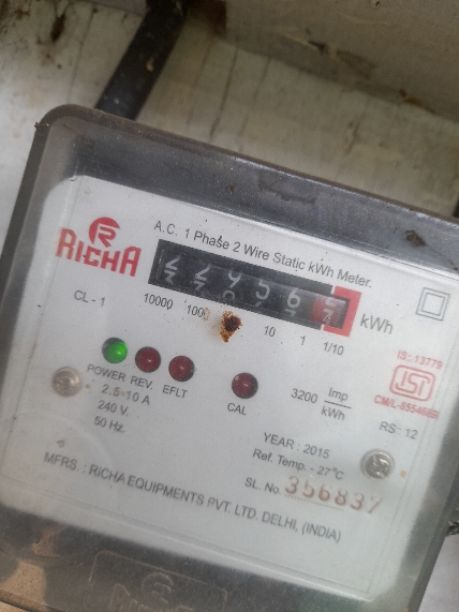 A.C. 1 Phase 2 Wire Static kWh Meter.
R
RICHA
kWh
CL - 1
10000
10
1
1/10
IS: 13779
ISI
POWER REV. EFLT
CAL
3200 Imp/kWh
2.5-10 A
240 V.
50 Hz.
RS - 12
YEAR : 2015
Ref. Temp. - 27°C
SL. No. 356837
MFRS. : RICHA EQUIPMENTS PVT. LTD. DELHI, (INDIA)